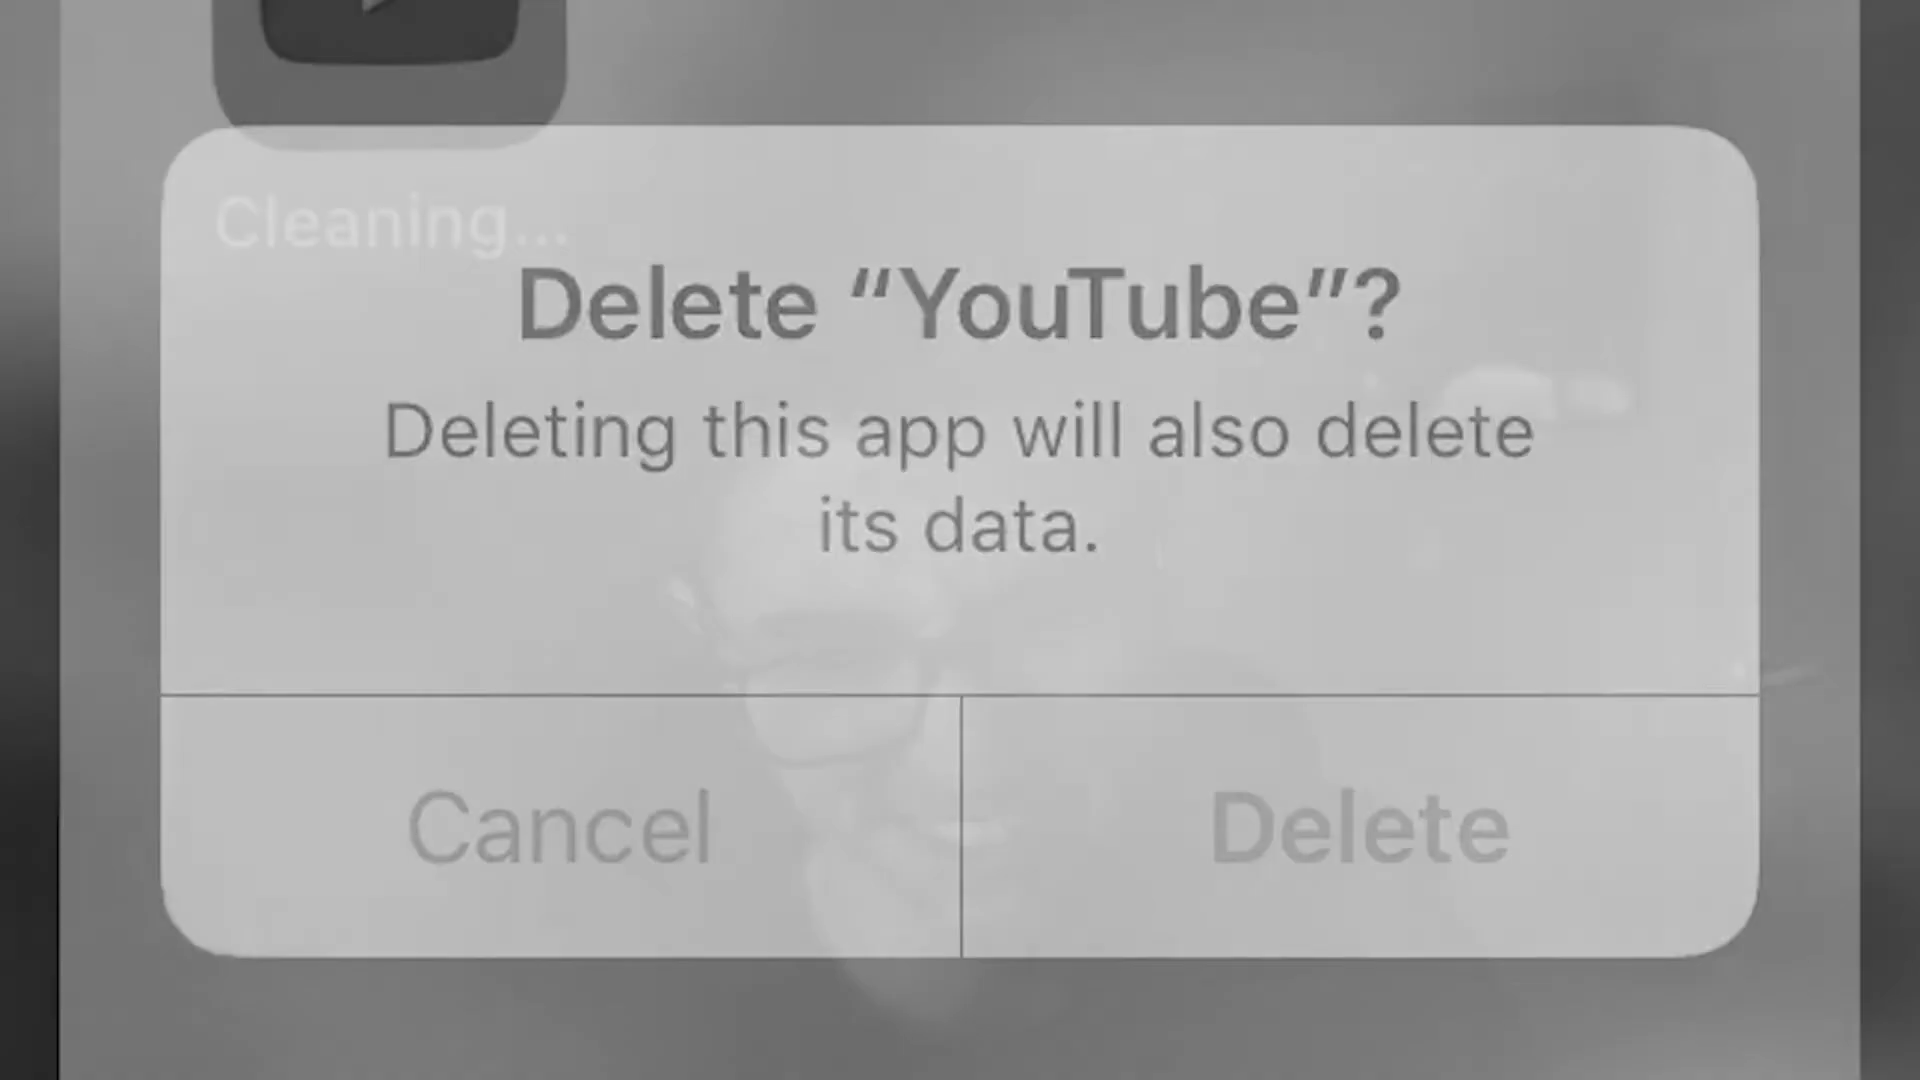 Cleaning...
Delete “YouTube”?
Deleting this app will also delete
its data.
Cancel
Delete